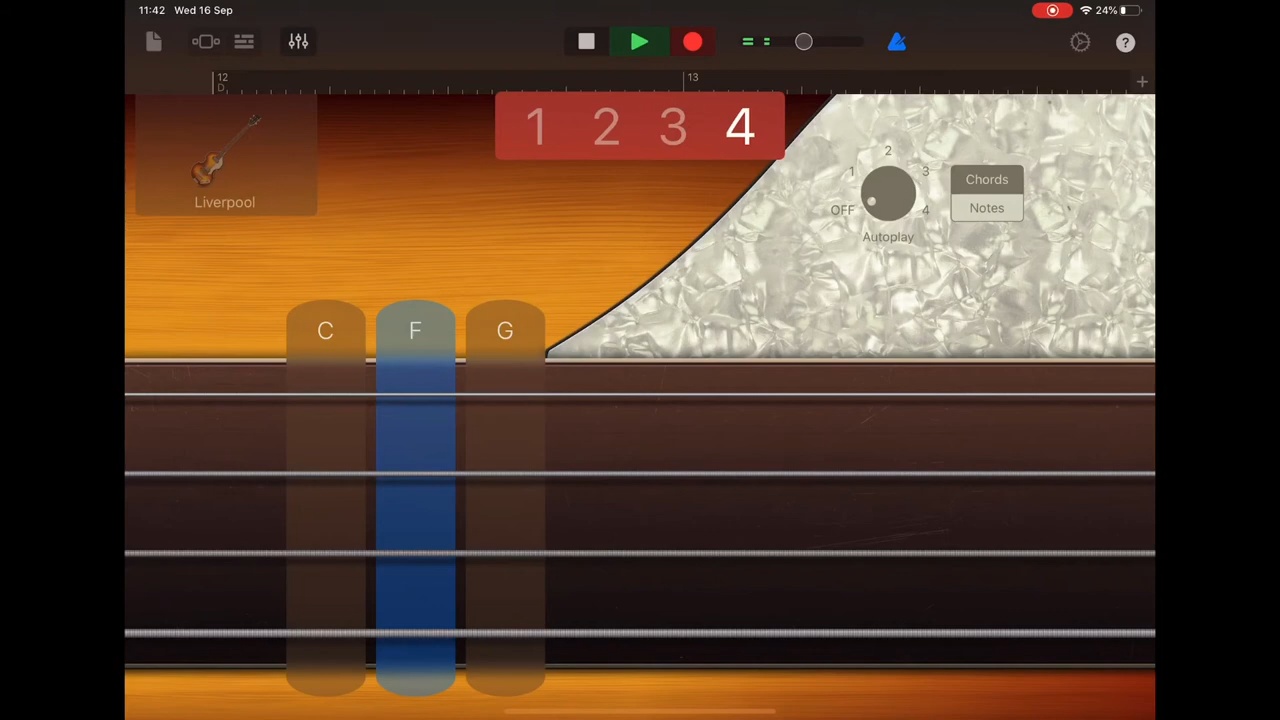 11:42 Wed 16 Sep
24%
12
D
13
1 2 3 4
Liverpool
2
1
3
OFF
4
Autoplay
Chords
Notes
C F G